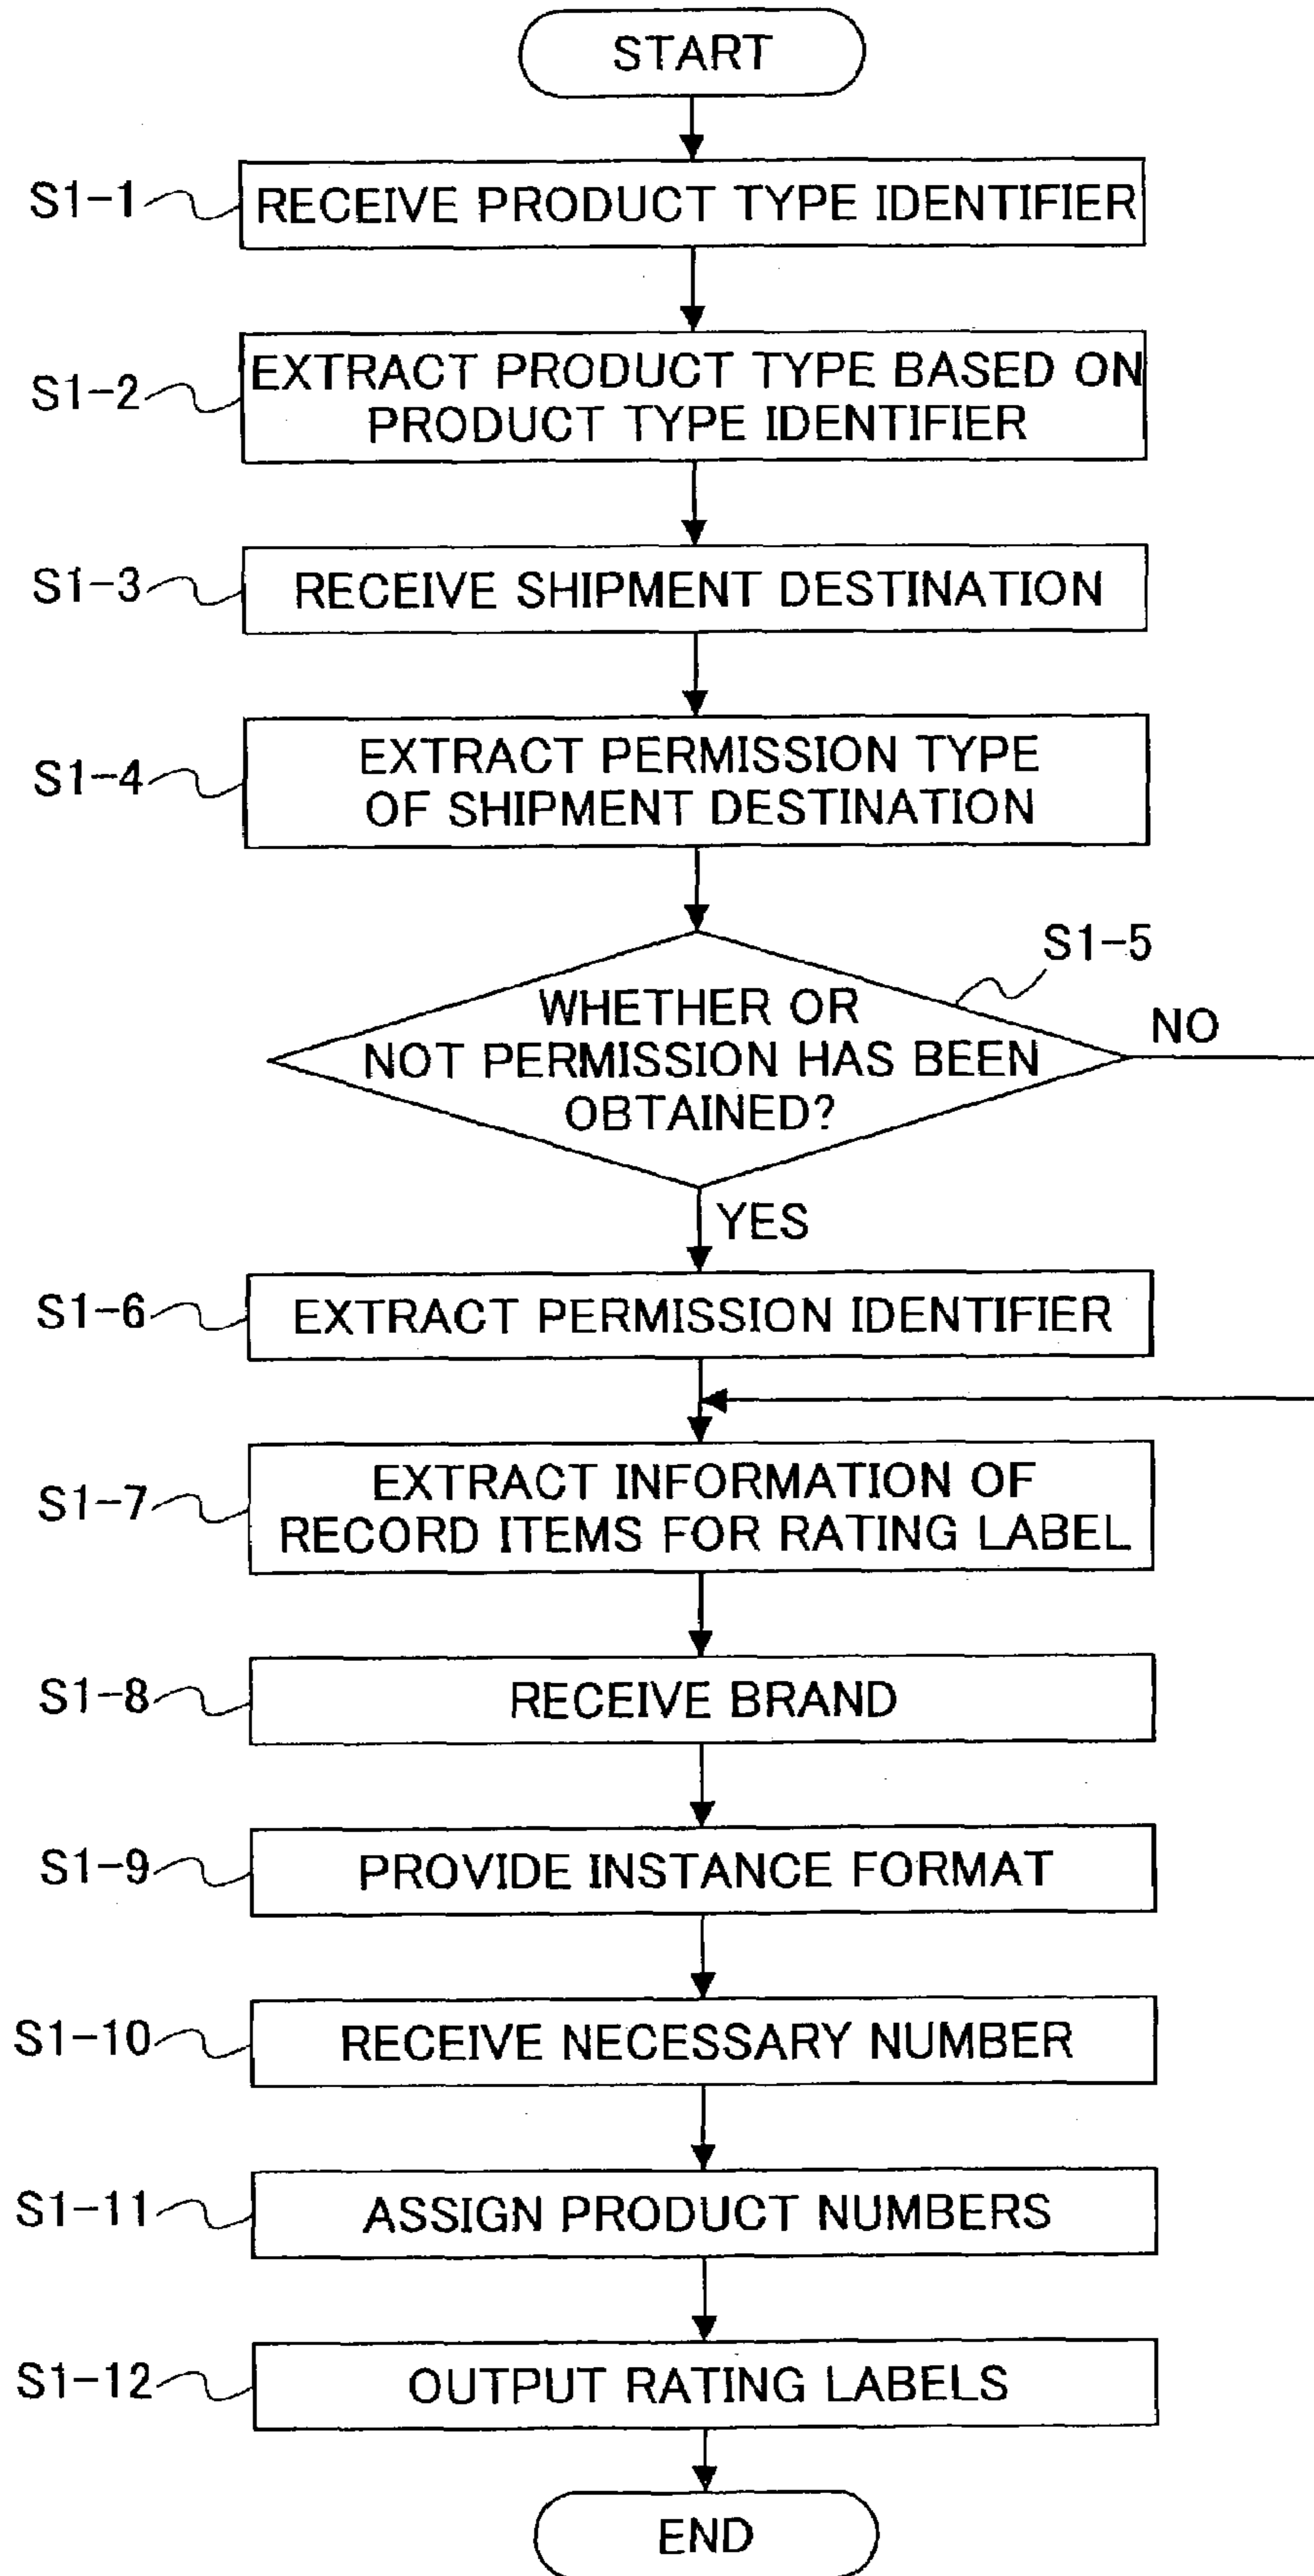 START
S1-1
RECEIVE PRODUCT TYPE IDENTIFIER
S1-2
EXTRACT PRODUCT TYPE BASED ON
PRODUCT TYPE IDENTIFIER
S1-3
RECEIVE SHIPMENT DESTINATION
S1-4
EXTRACT PERMISSION TYPE
OF SHIPMENT DESTINATION
S1-5
WHETHER OR
NOT PERMISSION HAS BEEN
OBTAINED?
NO
YES
S1-6
EXTRACT PERMISSION IDENTIFIER
S1-7
EXTRACT INFORMATION OF
RECORD ITEMS FOR RATING LABEL
S1-8
RECEIVE BRAND
S1-9
PROVIDE INSTANCE FORMAT
S1-10
RECEIVE NECESSARY NUMBER
S1-11
ASSIGN PRODUCT NUMBERS
S1-12
OUTPUT RATING LABELS
END